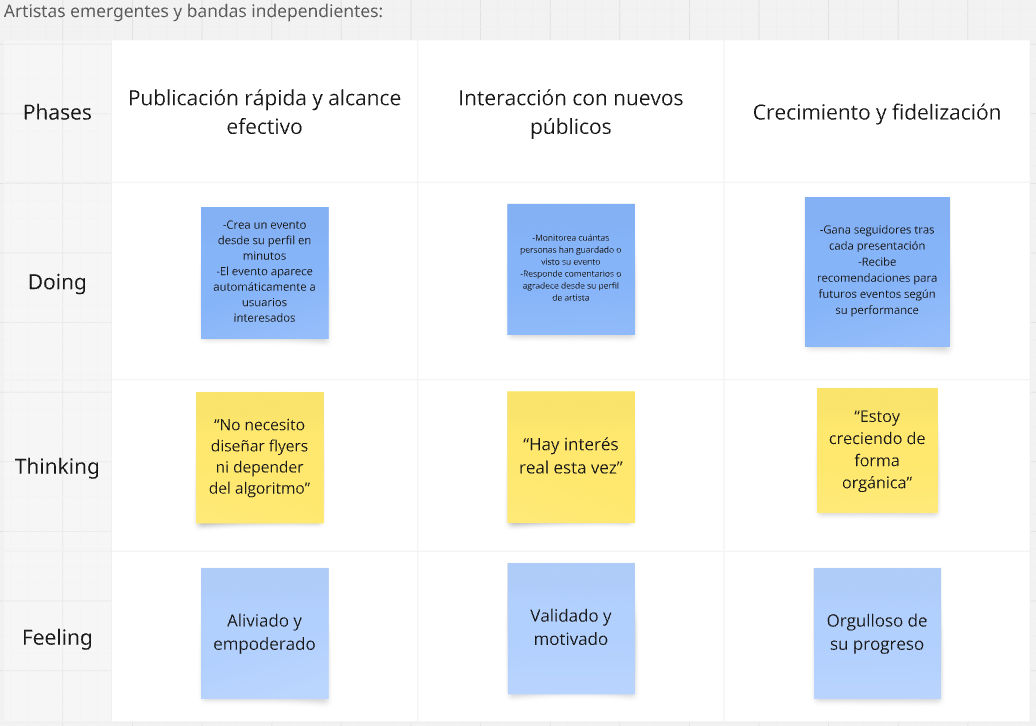 Artistas emergentes y bandas independientes:
Phases
Publicación rápida y alcance
efectivo
Interacción con nuevos
públicos
Crecimiento y fidelización
Doing
-Crea un evento
desde su perfil en
minutos
-El evento aparece
automáticamente a
usuarios
interesados
-Monitorea cuántas
personas han guardado o
visto su evento
-Responde comentarios o
agradece desde su perfil
de artista
-Gana seguidores tras
cada presentación
-Recibe
recomendaciones para
futuros eventos según
su performance
Thinking
“No necesito
diseñar flyers
ni depender
del algoritmo”
“Hay interés
real esta vez”
“Estoy
creciendo de
forma
orgánica”
Feeling
Aliviado y
empoderado
Validado y
motivado
Orgulloso de
su progreso